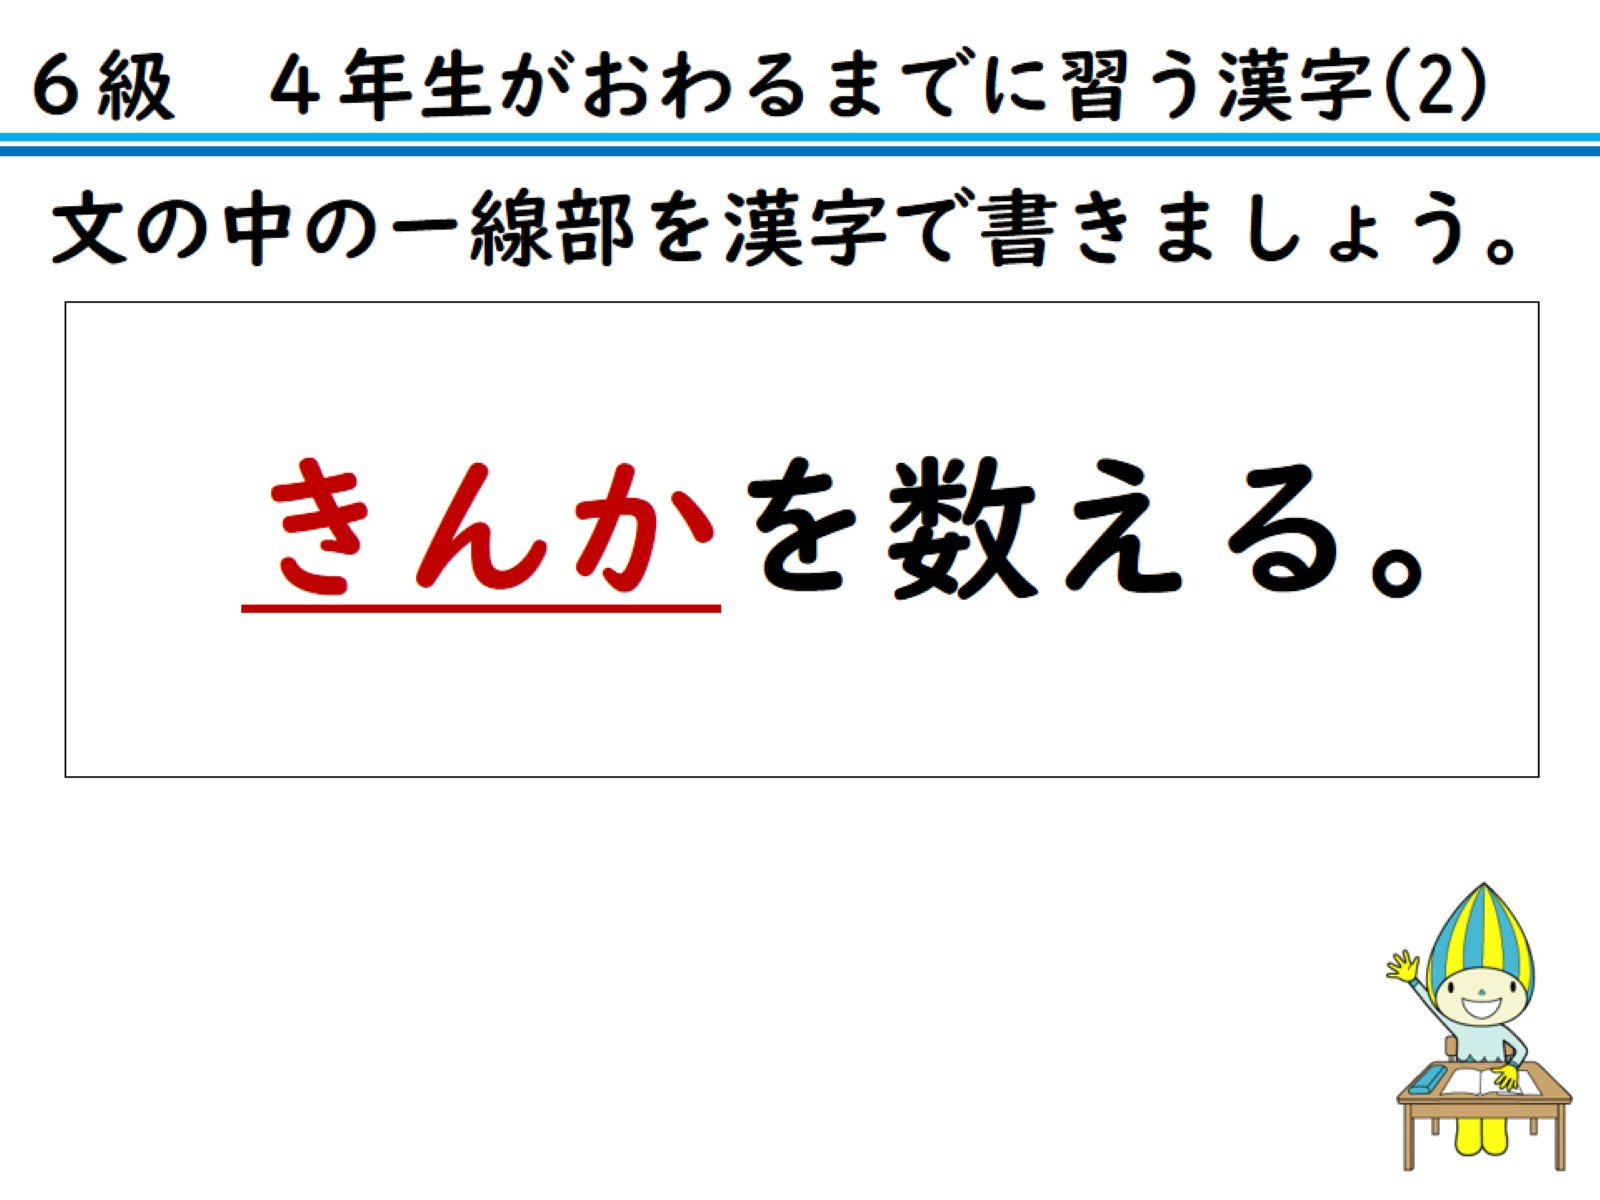 ６級　４年生がおわるまでに習う漢字(2)
文の中の―線部を漢字で書きましょう。
きんかを数える。